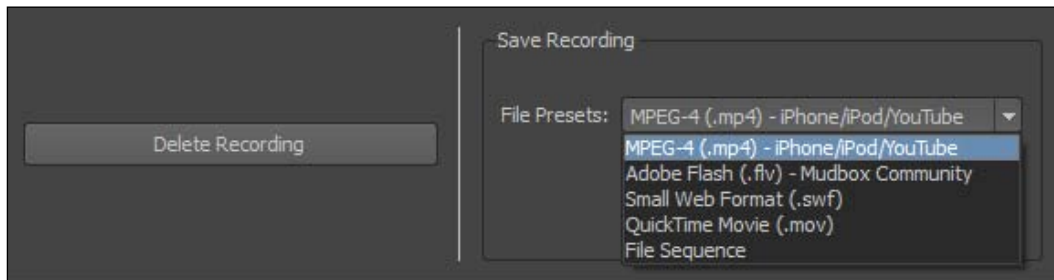 Delete Recording
Save Recording
File Presets: MPEG-4 (.mp4) - iPhone/iPod/YouTube
MPEG-4 (.mp4) - iPhone/iPod/YouTube
Adobe Flash (.flv) - Mudbox Community
Small Web Format (.swf)
QuickTime Movie (.mov)
File Sequence